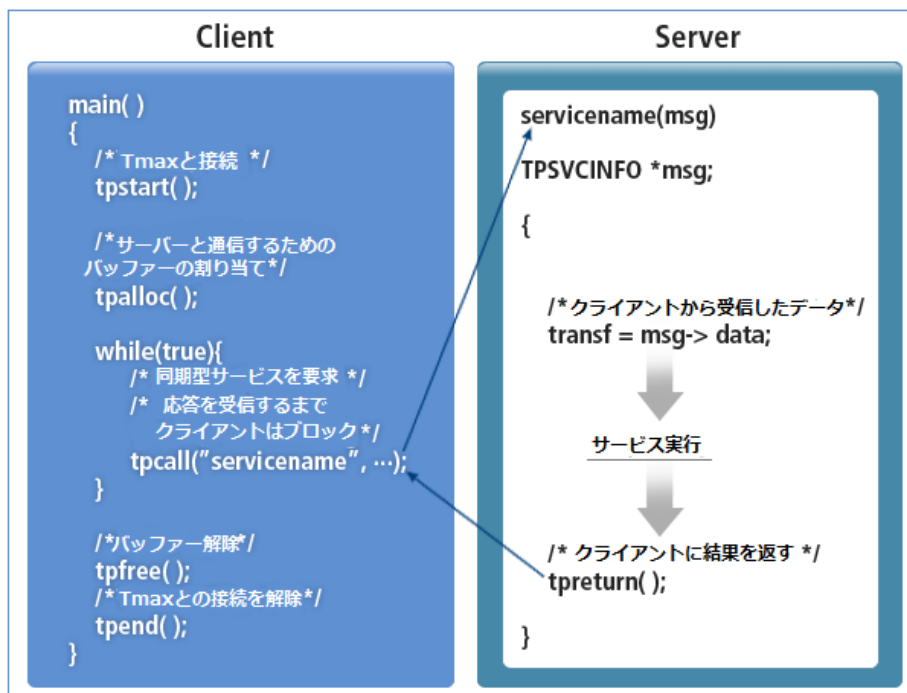 Client
main( )
{
/* Tmaxと接続 */
tpstart( );
/*サーバーと通信するための
バッファーの割り当て*/
tpalloc( );
while(true){
/* 同期型サービスを要求 */
/* 応答を受信するまで
クライアントはブロック*/
tpcall("servicename", ···);
}
/*バッファー解除*/
tpfree( );
/*Tmaxとの接続を解除*/
tpend( );
}
Server
servicename(msg)
TPSVCINFO *msg;
{
/*クライアントから受信したデータ*/
transf = msg-> data;
サービス実行
/* クライアントに結果を返す */
tpreturn( );
}